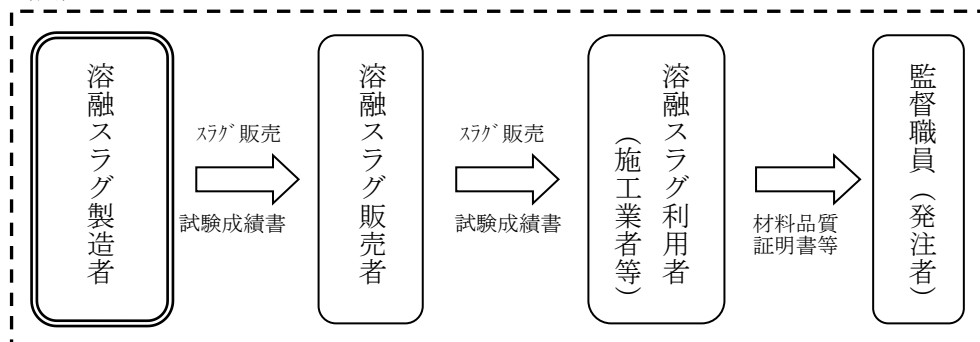 溶融スラグ製造者
ｽﾗｸﾞ販売
試験成績書
溶融スラグ販売者
ｽﾗｸﾞ販売
試験成績書
溶融スラグ利用者
（施工業者等）
材料品質
証明書等
監督職員（発注者）